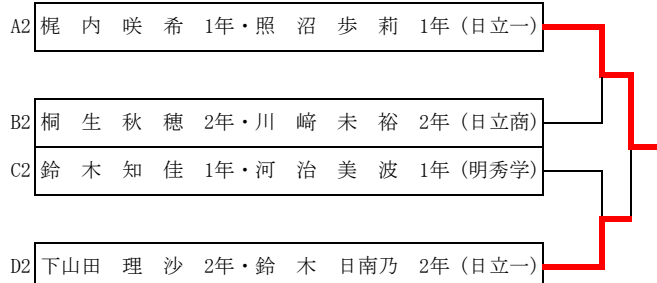 A2 梶 内 咲 希 1年・照 沼 歩 莉 1年 (日立一)
B2 桐 生 秋 穂 2年・川 﨑 未 裕 2年 (日立商)
C2 鈴 木 知 佳 1年・河 治 美 波 1年 (明秀学)
D2 下山田 理 沙 2年・鈴 木 日南乃 2年 (日立一)